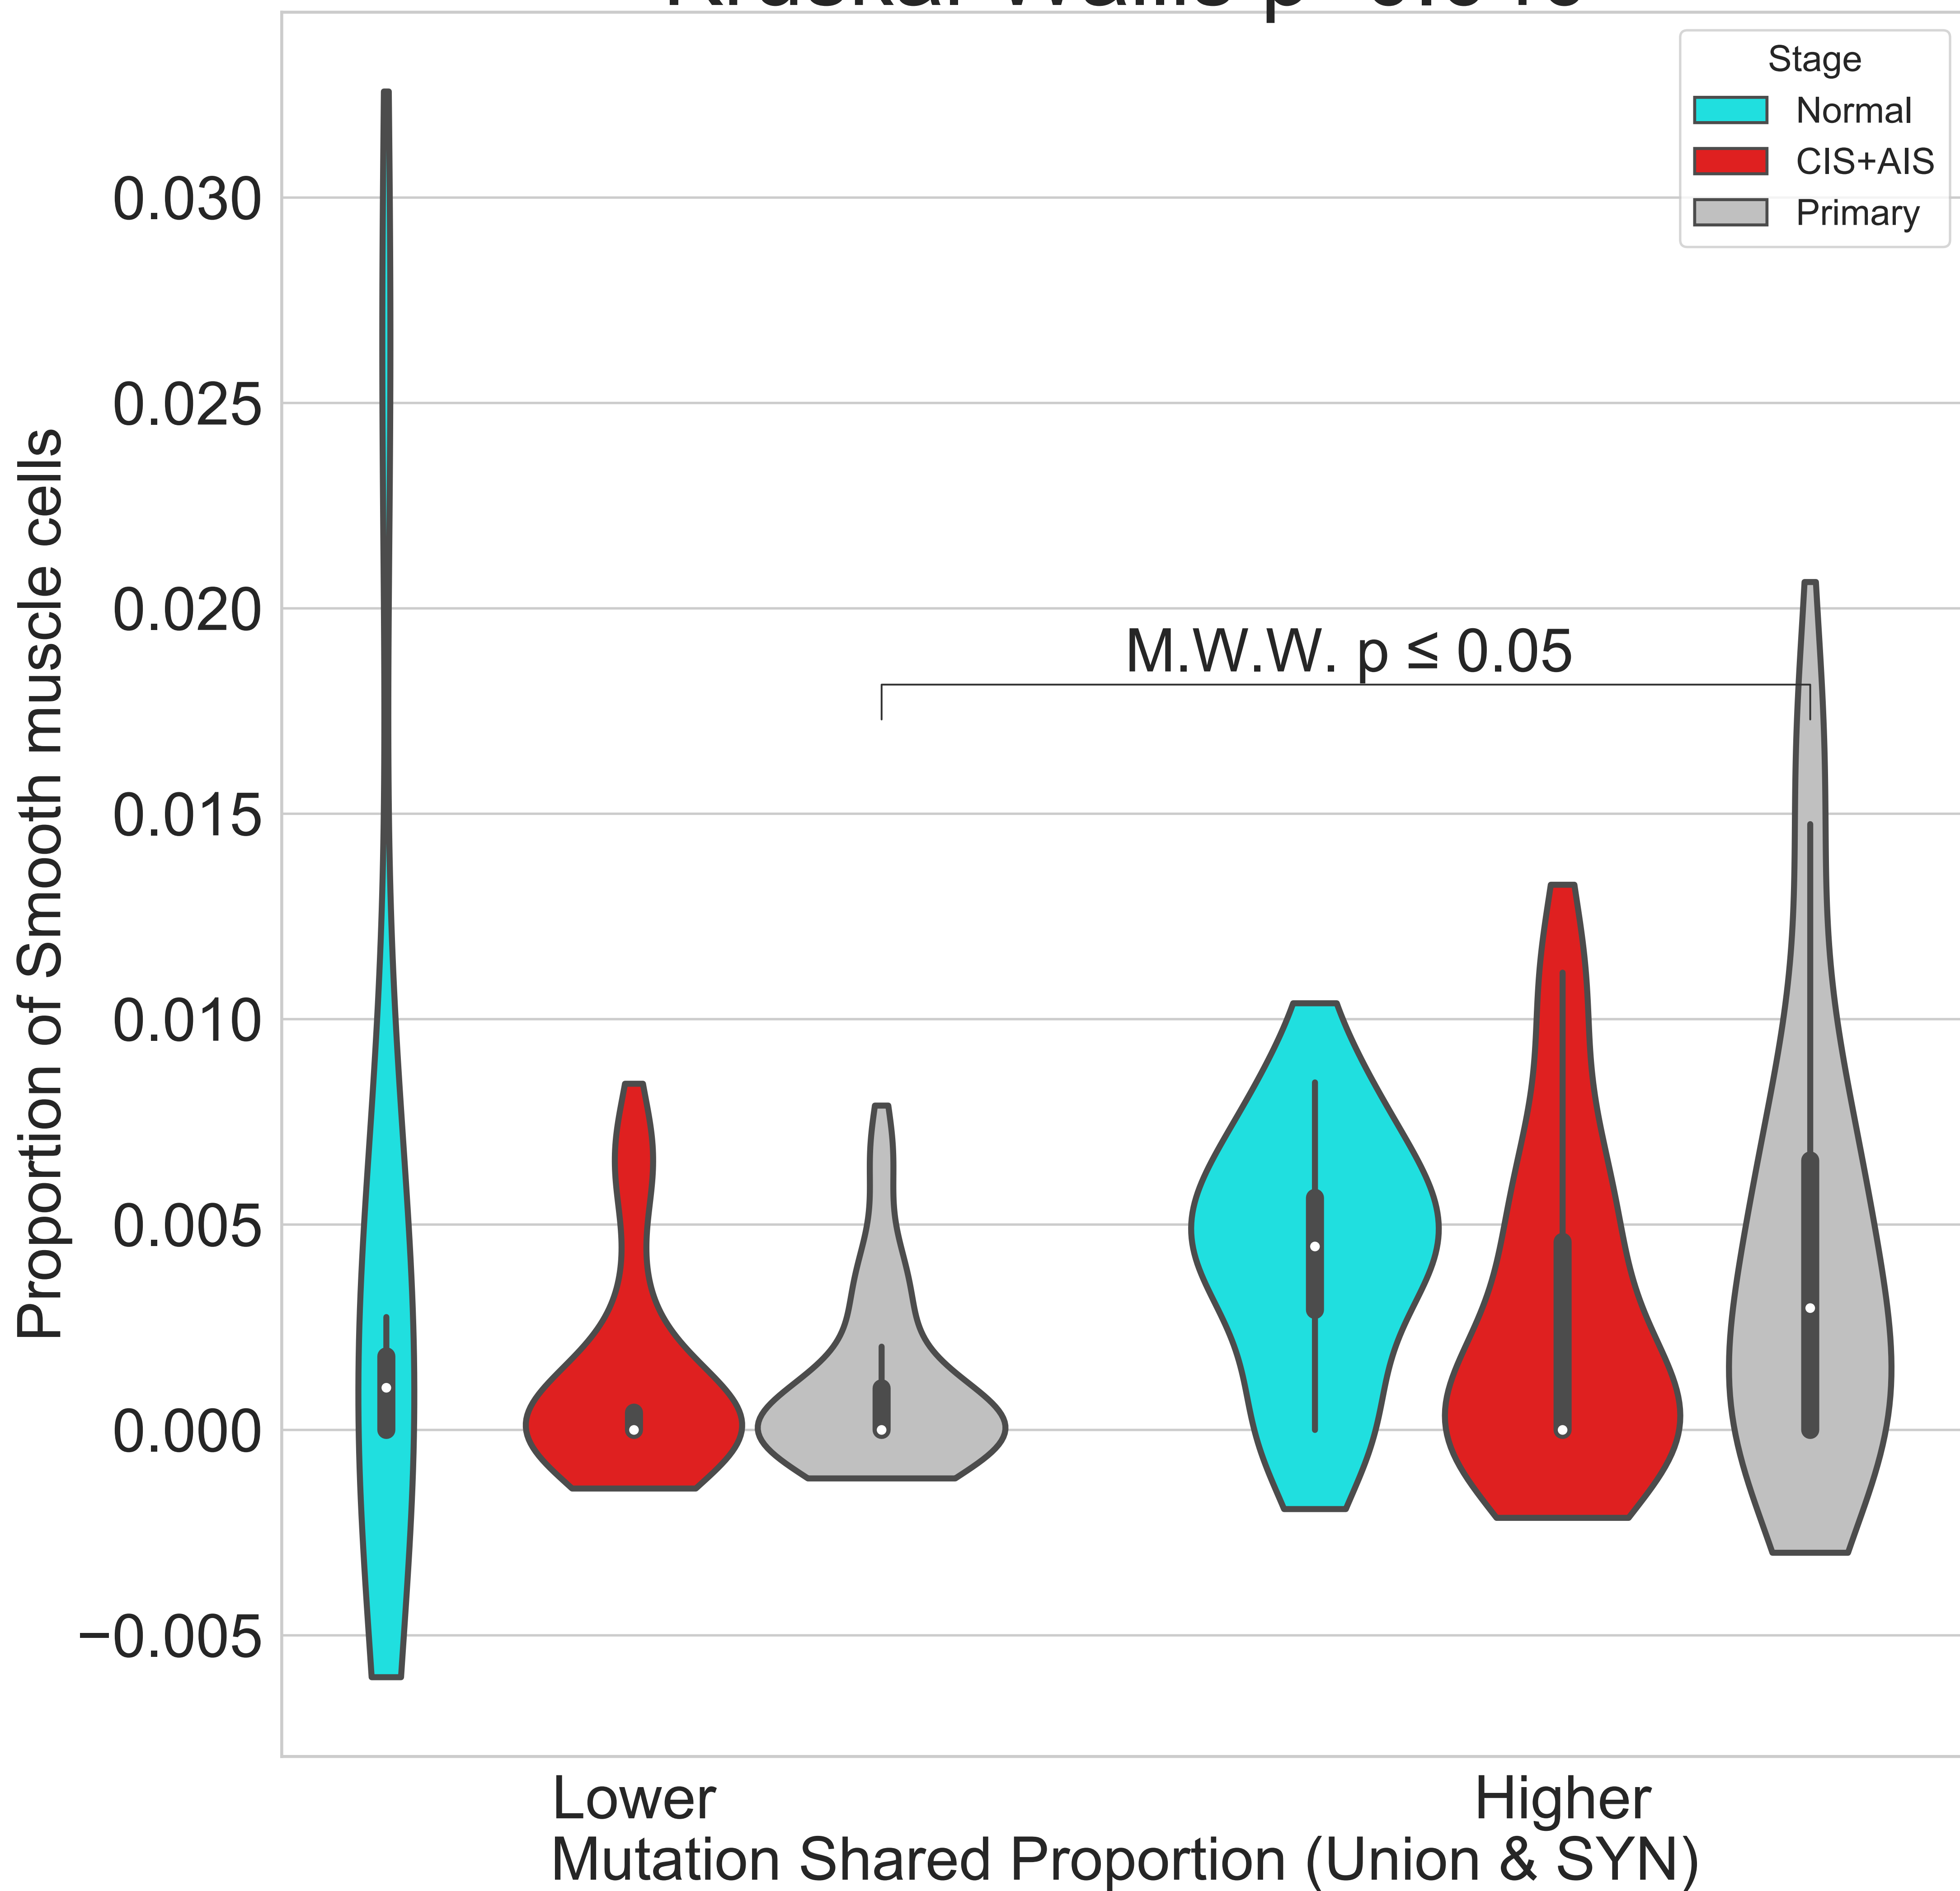 Stage
Normal
CIS+AIS
Primary
0.030
0.025
0.020
0.015
0.010
0.005
0.000
−0.005
Proportion of Smooth muscle cells
M.W.W. p ≤ 0.05
Lower
Higher
Mutation Shared Proportion (Union & SYN)